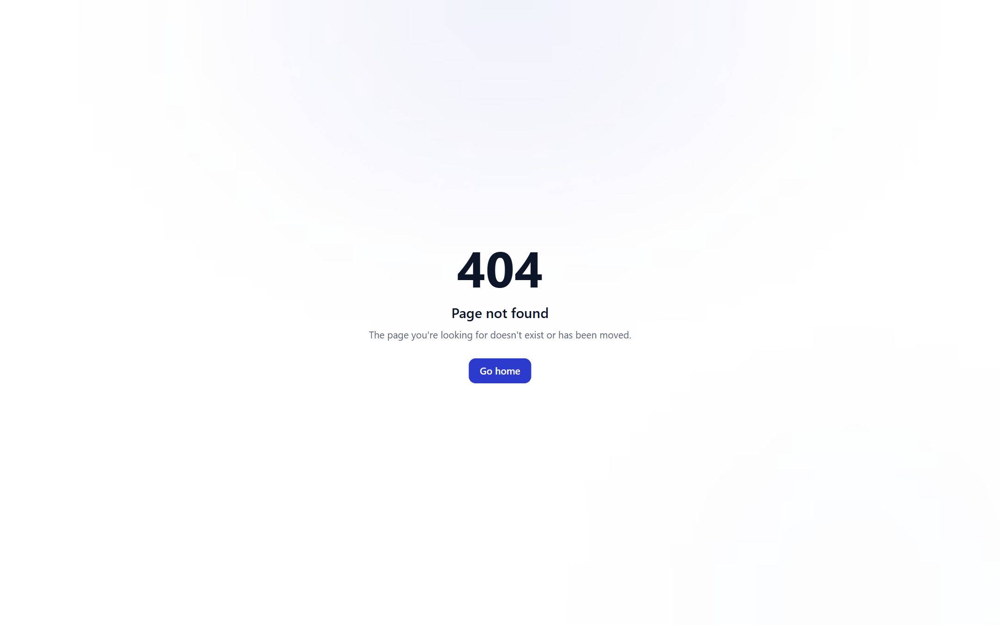 404
Page not found
The page you're looking for doesn't exist or has been moved.
Go home